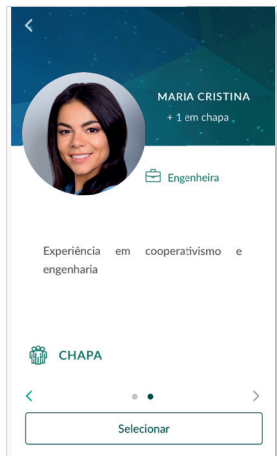 MARIA CRISTINA
+ 1 em chapa
Engenheira
Experiência em cooperativismo e
engenharia
CHAPA
Selecionar